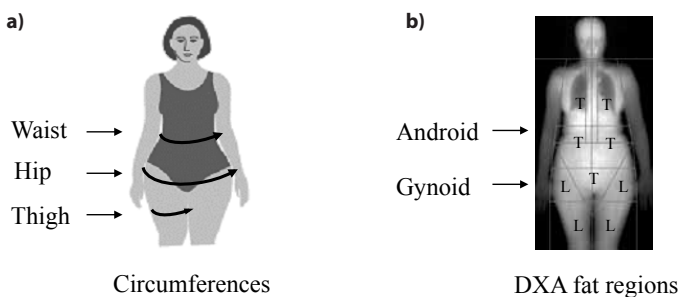 a)
Waist
Hip
Thigh
Circumferences
b)
Android
Gynoid
T T
T T
T
L L
L L
DXA fat regions